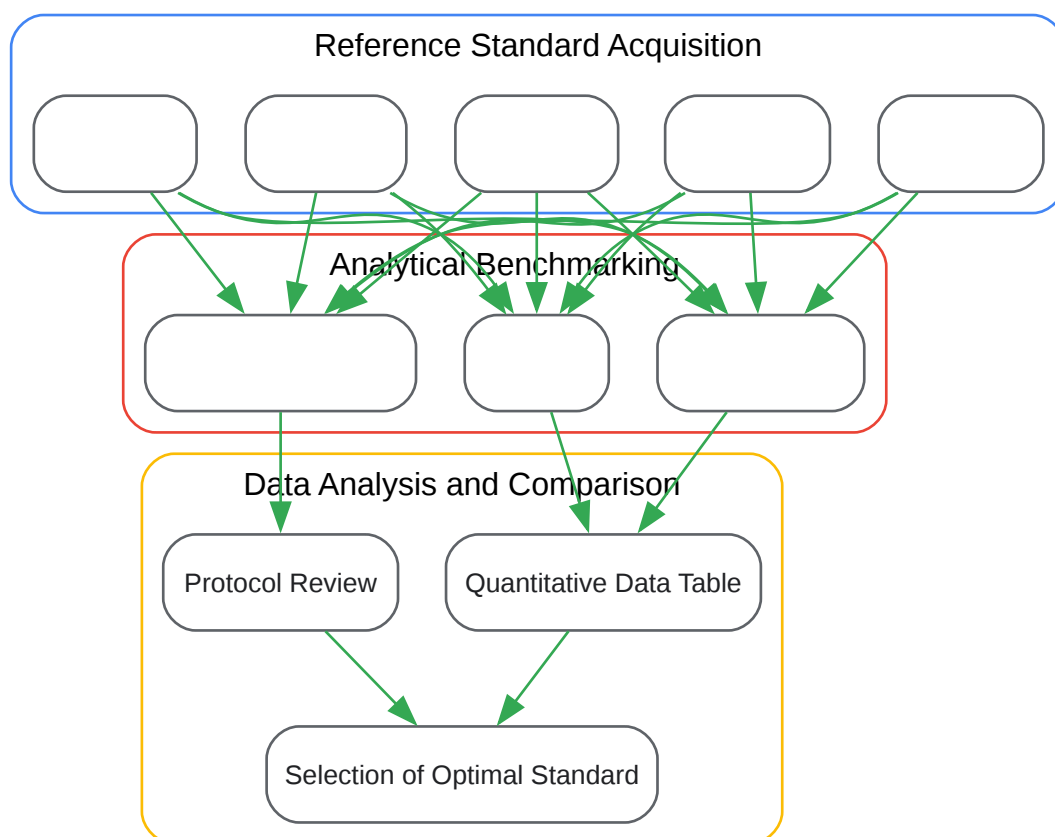 Reference Standard Acquisition
Analytical Benchmarking
Data Analysis and Comparison
Protocol Review
Quantitative Data Table
Selection of Optimal Standard